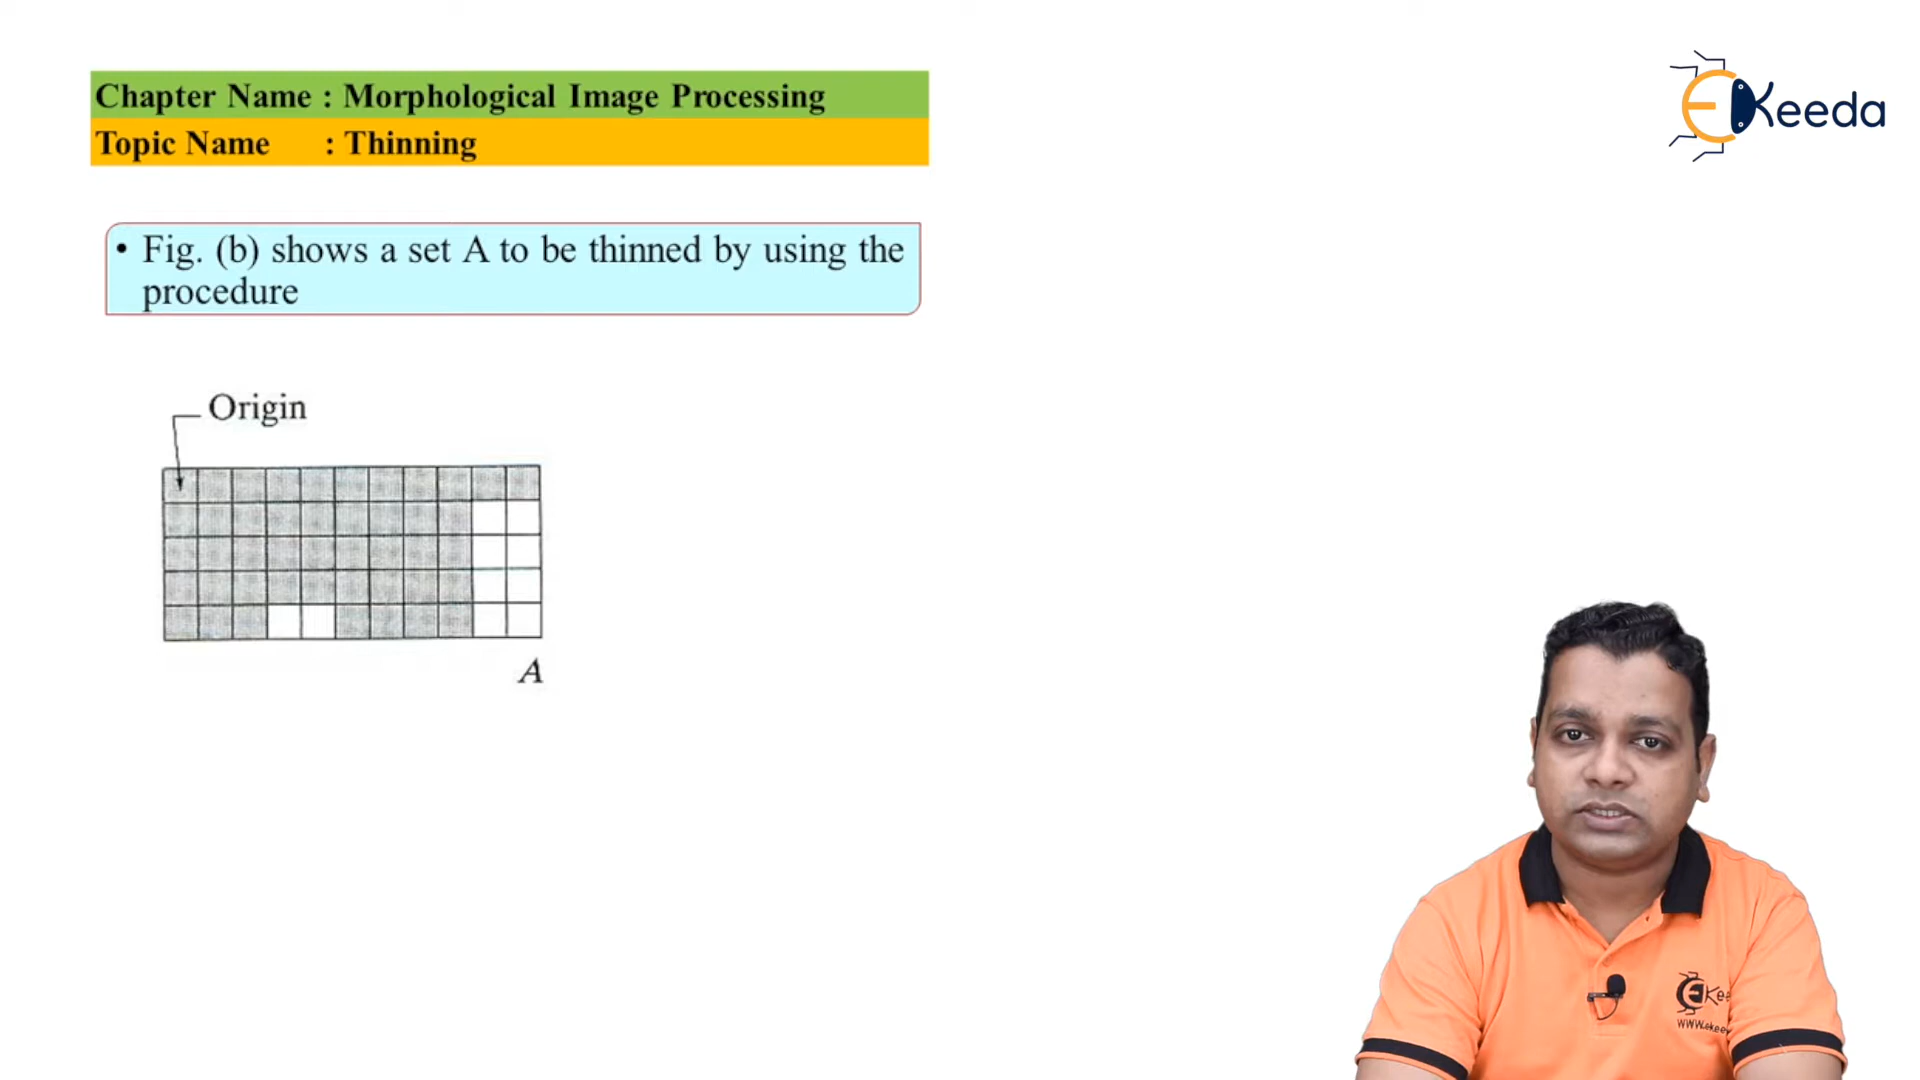 Chapter Name : Morphological Image Processing
Topic Name : Thinning
Keeda
• Fig. (b) shows a set A to be thinned by using the
procedure
Origin
A